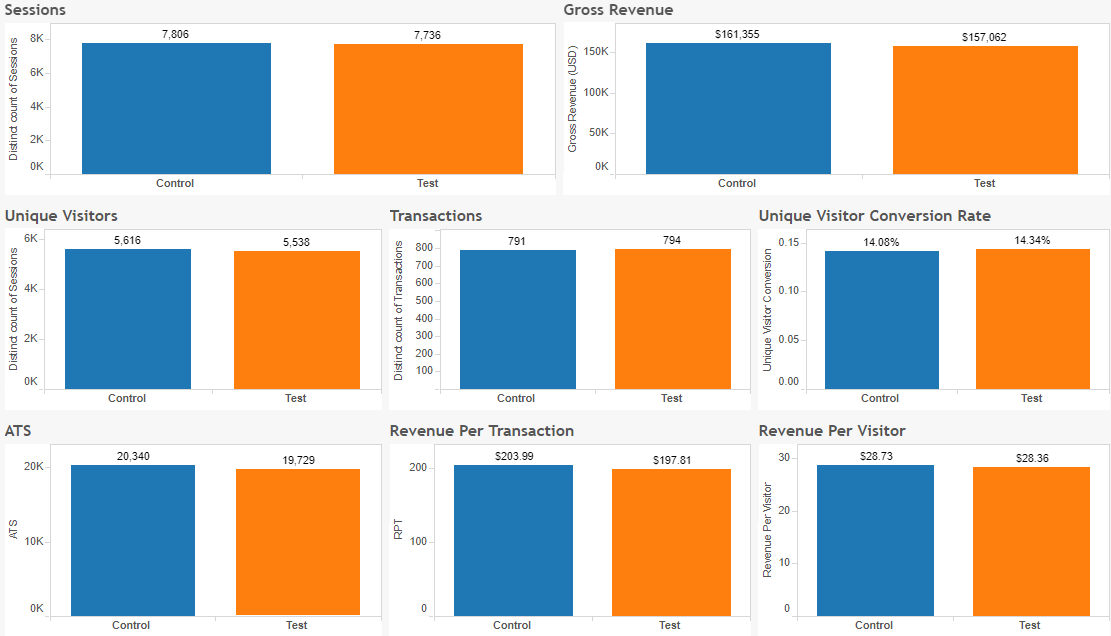 Sessions
Distinct count of Sessions
8K
6K
4K
2K
0K
7,806
7,736
Control
Test
Gross Revenue
Gross Revenue (USD)
150K
100K
50K
0K
$161,355
$157,062
Control
Test
Unique Visitors
Distinct count of Sessions
6K
4K
2K
0K
5,616
5,538
Control
Test
Transactions
Distinct count of Transactions
800
700
600
500
400
300
200
100
791
794
Control
Test
Unique Visitor Conversion Rate
Unique Visitor Conversion
0.15
0.10
0.05
0.00
14.08%
14.34%
Control
Test
ATS
ATS
20K
10K
0K
20,340
19,729
Control
Test
Revenue Per Transaction
RPT
200
100
0
$203.99
$197.81
Control
Test
Revenue Per Visitor
Revenue Per Visitor
30
20
10
0
$28.73
$28.36
Control
Test